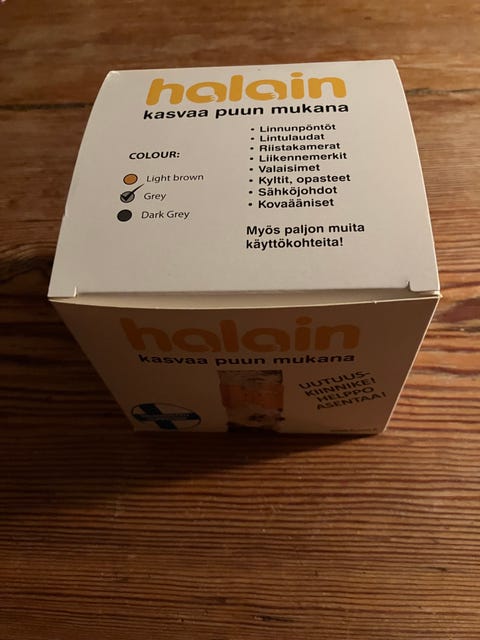 halain
kasvaa puun mukana
COLOUR:
Light brown
Grey
Dark Grey
• Linnunpöntöt
• Lintulaudat
• Riistakamerat
• Liikennemerkit
• Valaisimet
• Kyltit, opasteet
• Sähköjohdot
• Kovaääniset
Myös paljon muita
käyttökohteita!
halain
kasvaa puun mukana
UUTUUS-
KIINNIKE!
HELPPO
ASENTAA!